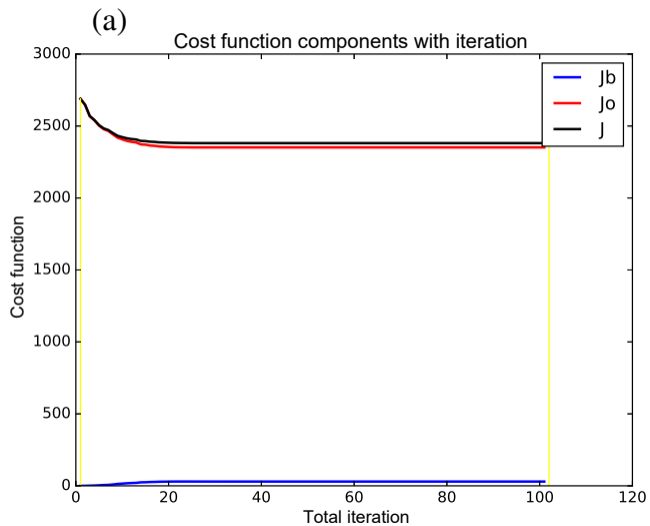 (a)
Cost function components with iteration
3000
2500
2000
1500
1000
500
0
Cost function
Jb
Jo
J
0 20 40 60 80 100 120
Total iteration